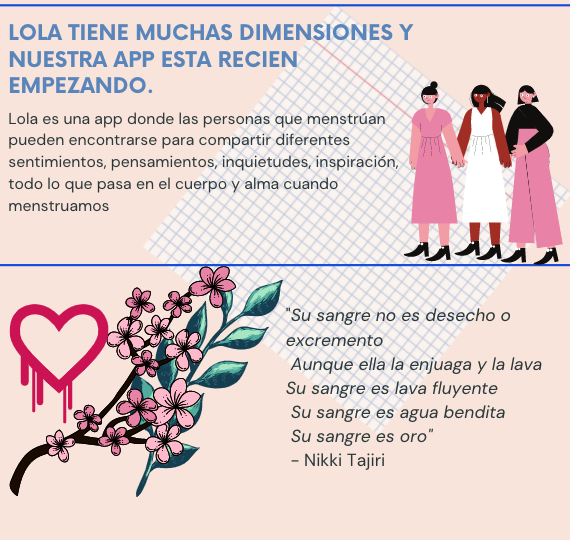 LOLA TIENE MUCHAS DIMENSIONES Y
NUESTRA APP ESTA RECIEN
EMPEZANDO.
Lola es una app donde las personas que menstrúan
pueden encontrarse para compartir diferentes
sentimientos, pensamientos, inquietudes, inspiración,
todo lo que pasa en el cuerpo y alma cuando
menstruamos
"Su sangre no es desecho o
excremento
Aunque ella la enjuaga y la lava
Su sangre es lava fluyente
Su sangre es agua bendita
Su sangre es oro"
– Nikki Tajiri